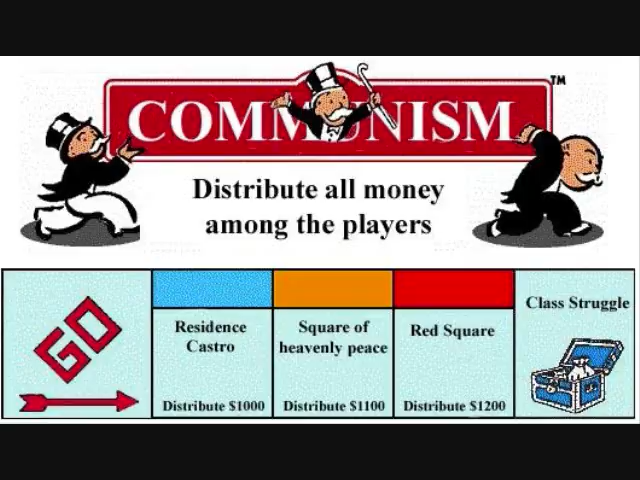 COMMUNISM TM
Distribute all money
among the players
GO
Residence
Castro
Distribute $1000
Square of
heavenly peace
Distribute $1100
Red Square
Distribute $1200
Class Struggle